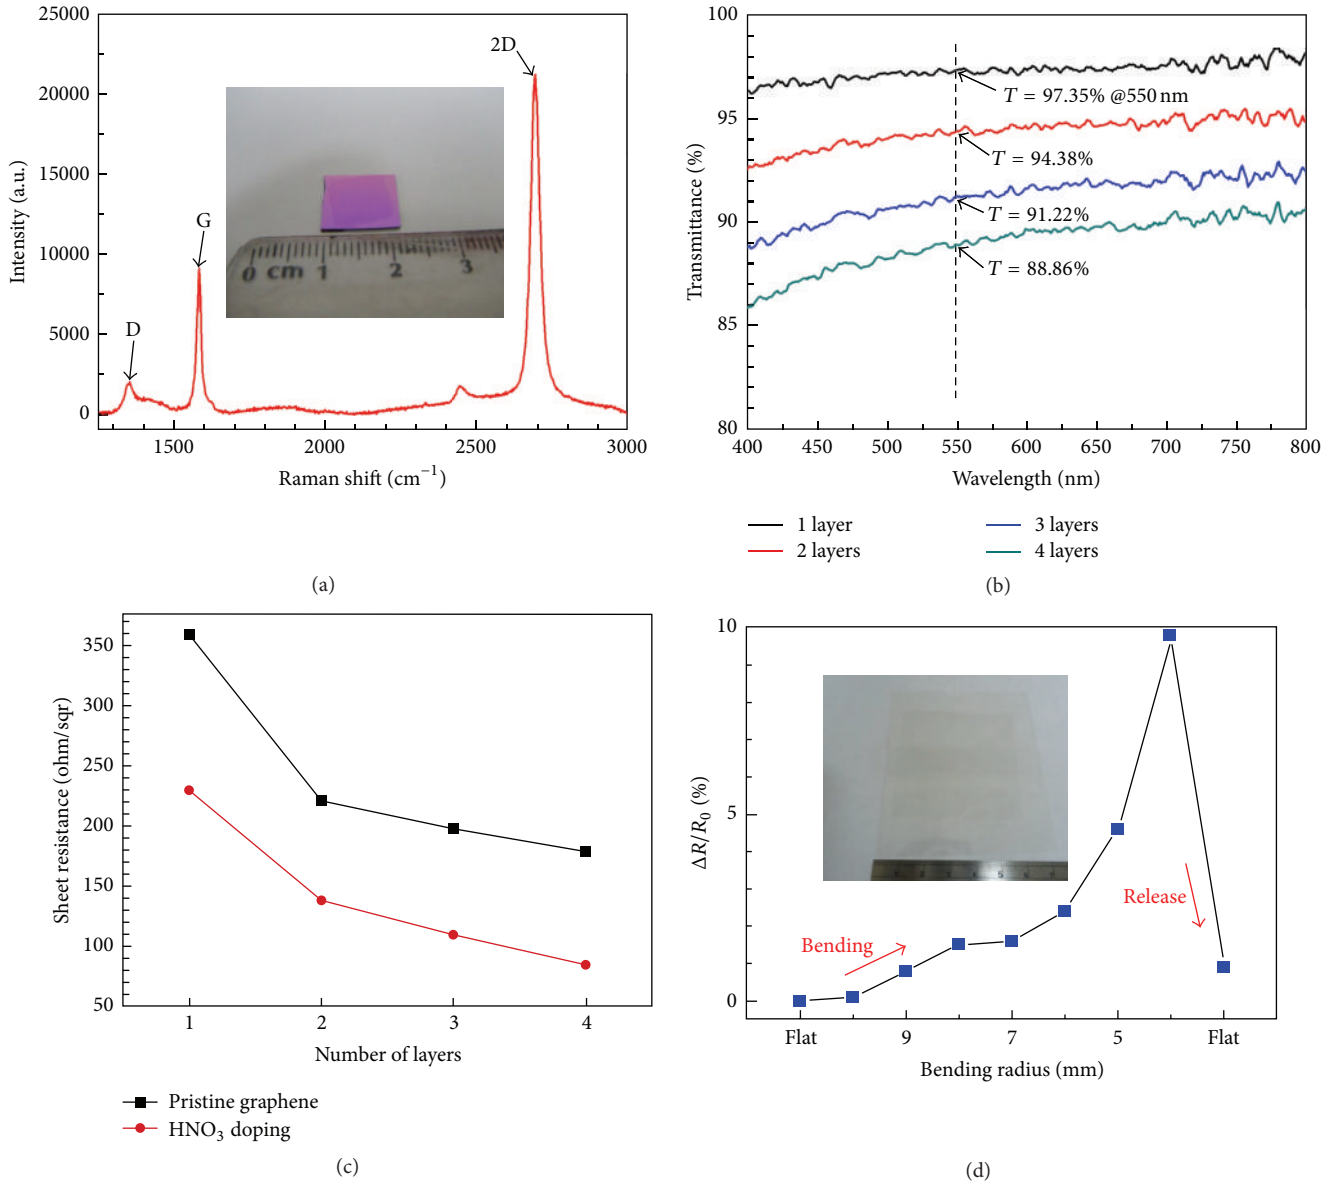 25000
20000
15000
10000
5000
0
Intensity (a.u.)
D
G
2D
0 cm 1 2 3
1500 2000 2500 3000
Raman shift (cm⁻¹)
(a)
100
95
90
85
80
Transmittance (%)
T = 97.35% @550 nm
T = 94.38%
T = 91.22%
T = 88.86%
400 450 500 550 600 650 700 750 800
Wavelength (nm)
1 layer
2 layers
3 layers
4 layers
(b)
350
300
250
200
150
100
50
Sheet resistance (ohm/sqr)
1 2 3 4
Number of layers
Pristine graphene
HNO₃ doping
(c)
10
5
0
ΔR/R₀ (%)
Bending
Release
Flat 9 7 5 Flat
Bending radius (mm)
(d)